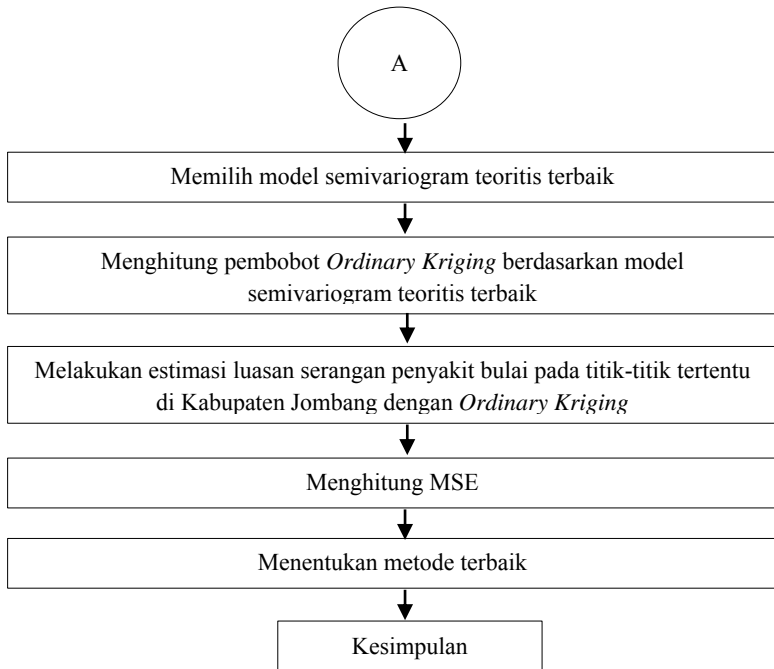 A
Memilih model semivariogram teoritis terbaik
Menghitung pembobot Ordinary Kriging berdasarkan model
semivariogram teoritis terbaik
Melakukan estimasi luasan serangan penyakit bulai pada titik-titik tertentu
di Kabupaten Jombang dengan Ordinary Kriging
Menghitung MSE
Menentukan metode terbaik
Kesimpulan